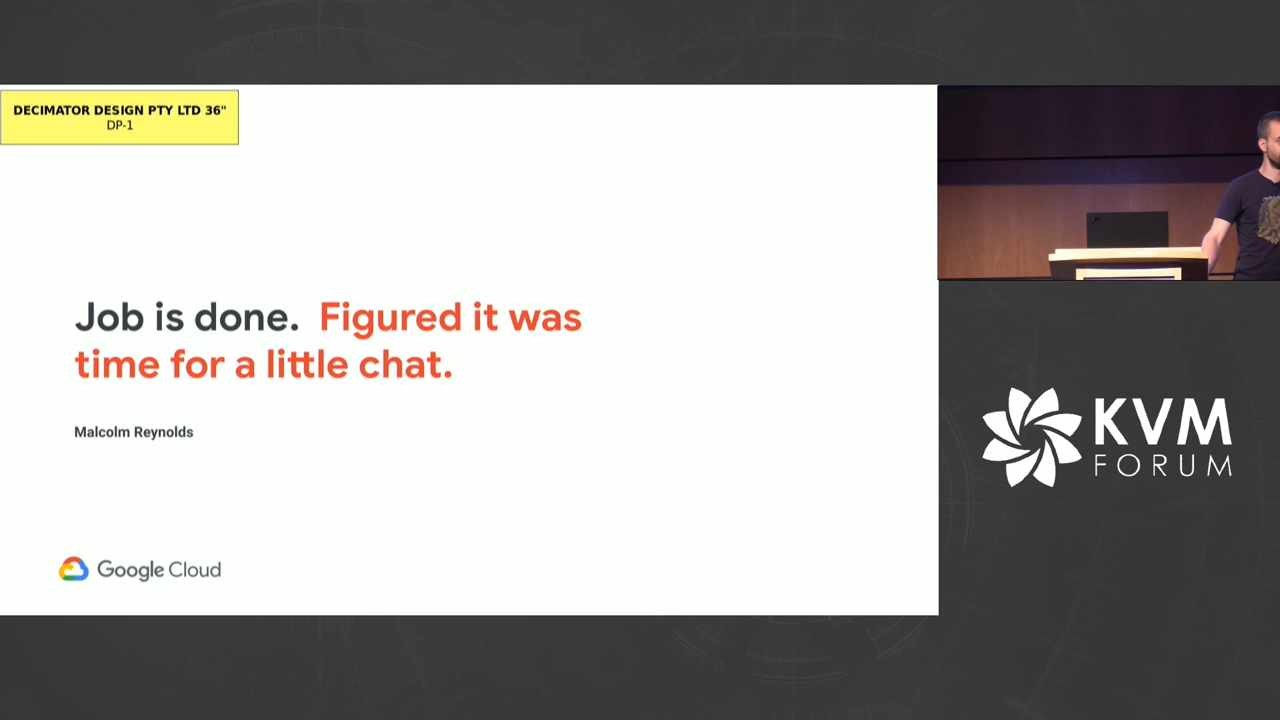 DECIMATOR DESIGN PTY LTD 36"
DP-1
Job is done. Figured it was
time for a little chat.
Malcolm Reynolds
Google Cloud
KVM
FORUM